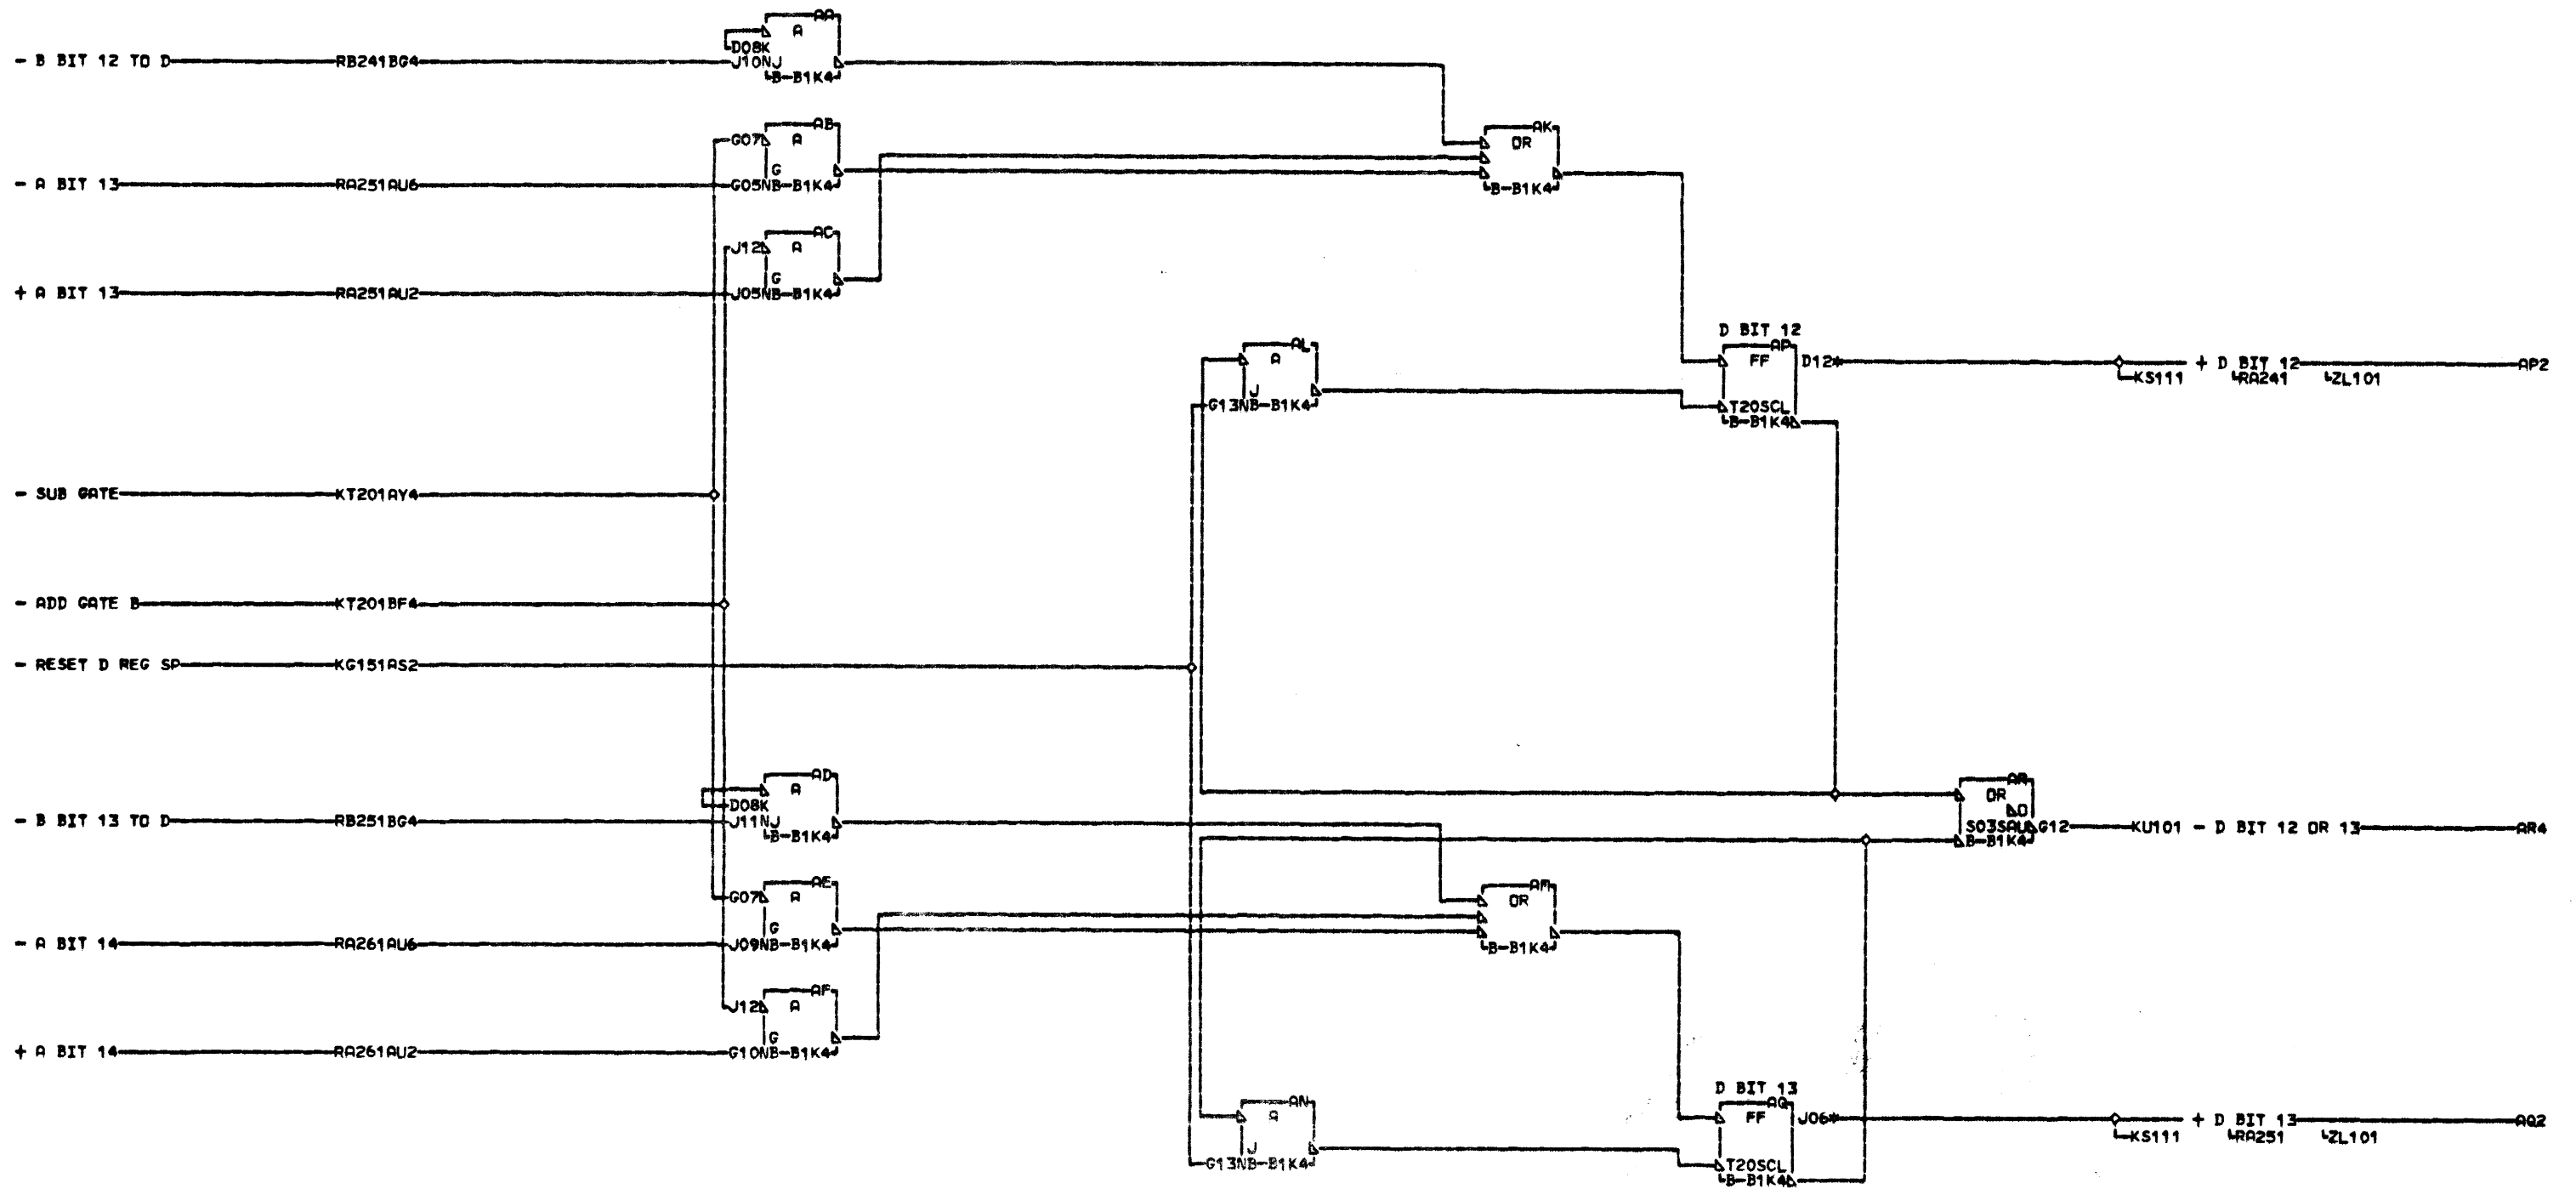 AA
A
D08K
- B BIT 12 TO D RB241BG4 J10NJ
B-B1K4
AB
G07 A
G
- A BIT 13 RA251AU6 G05NB-B1K4
AK
OR
B-B1K4
AC
J12 A
G
+ A BIT 13 RA251AU2 J05NB-B1K4
D BIT 12
AL
A
J
G13NB-B1K4
AP
FF D12* + D BIT 12 AP2
KS111 RA241 ZL101
T20SCL
B-B1K4
- SUB GATE KT201AY4
- ADD GATE B KT201BF4
- RESET D REG SP KG151AS2
AD
A
D08K
- B BIT 13 TO D RB251BG4 J11NJ
B-B1K4
AR
OR
S03SAU G12 KU101 - D BIT 12 OR 13 AR4
B-B1K4
AE
G07 A
G
- A BIT 14 RA261AU6 J09NB-B1K4
AM
OR
B-B1K4
AF
J12 A
G
+ A BIT 14 RA261AU2 G10NB-B1K4
D BIT 13
AN
A
J
G13NB-B1K4
AQ
FF J06* + D BIT 13 AQ2
KS111 RA251 ZL101
T20SCL
B-B1K4